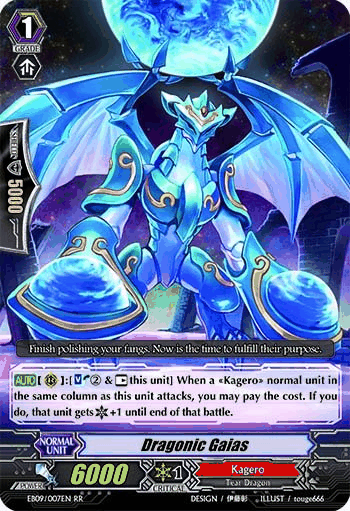 1
GRADE
SHIELD
5000
Finish polishing your fangs. Now is the time to fulfill their purpose.
AUTO[ ]:[V ② & this unit] When a «Kagero» normal unit in
the same column as this unit attacks, you may pay the cost. If you
do, that unit gets +1 until end of that battle.
NORMAL
UNIT
Dragonic Gaias
POWER
6000
1
CRITICAL
Kagero
Tear Dragon
EB09/007EN RR
DESIGN / 伊藤彰 / ILLUST / touge666